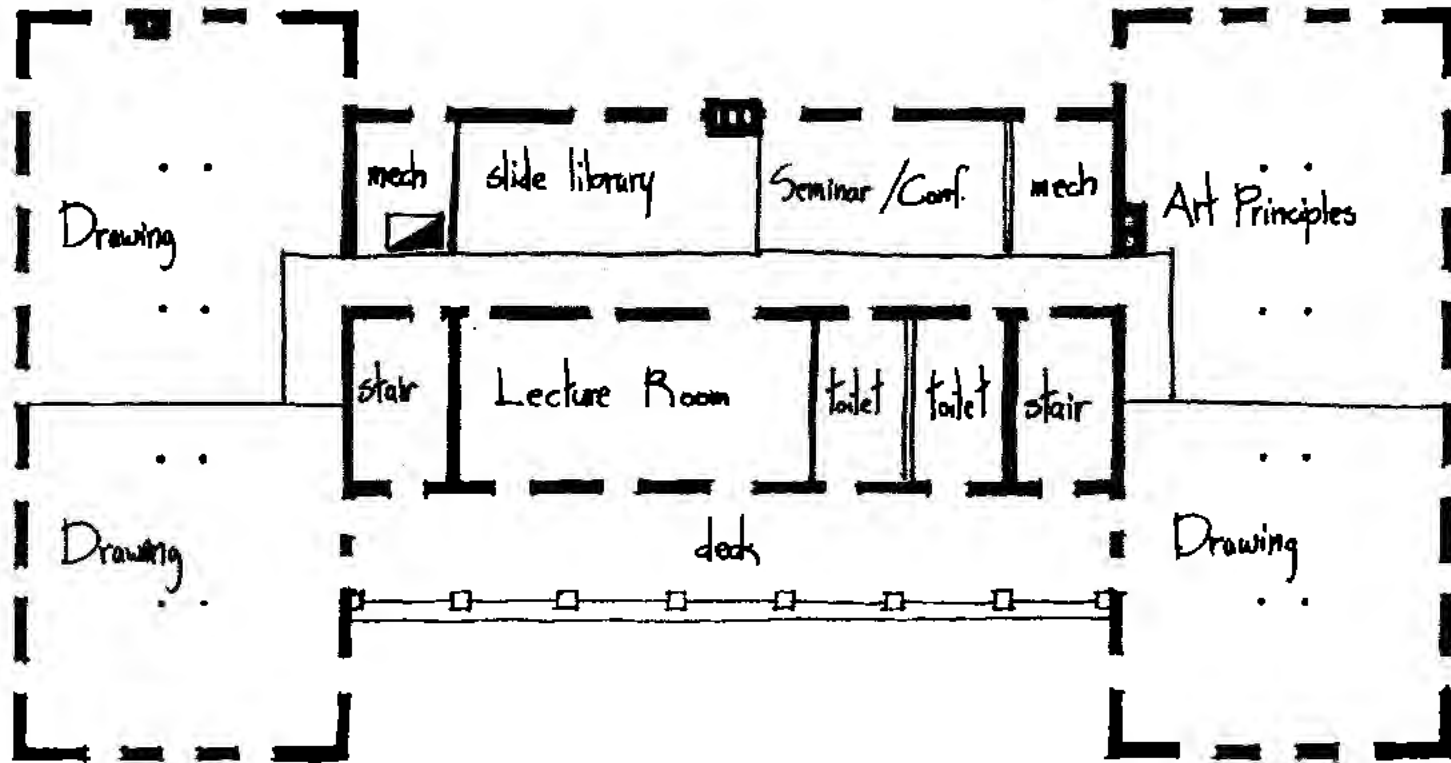 mech
slide library
Seminar /Conf.
mech
Drawing
Art Principles
stair
Lecture Room
toilet
toilet
stair
Drawing
deck
Drawing